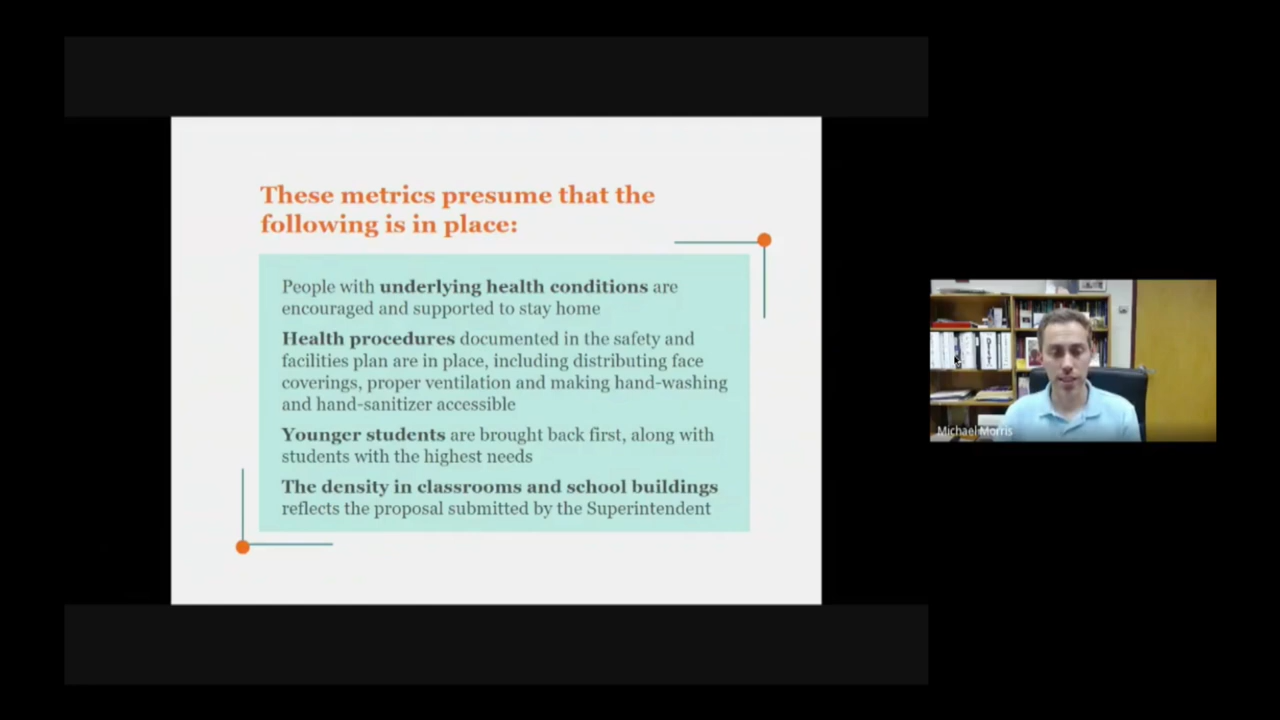 These metrics presume that the
following is in place:
People with underlying health conditions are
encouraged and supported to stay home
Health procedures documented in the safety and
facilities plan are in place, including distributing face
coverings, proper ventilation and making hand-washing
and hand-sanitizer accessible
Younger students are brought back first, along with
students with the highest needs
The density in classrooms and school buildings
reflects the proposal submitted by the Superintendent
Michael Morris